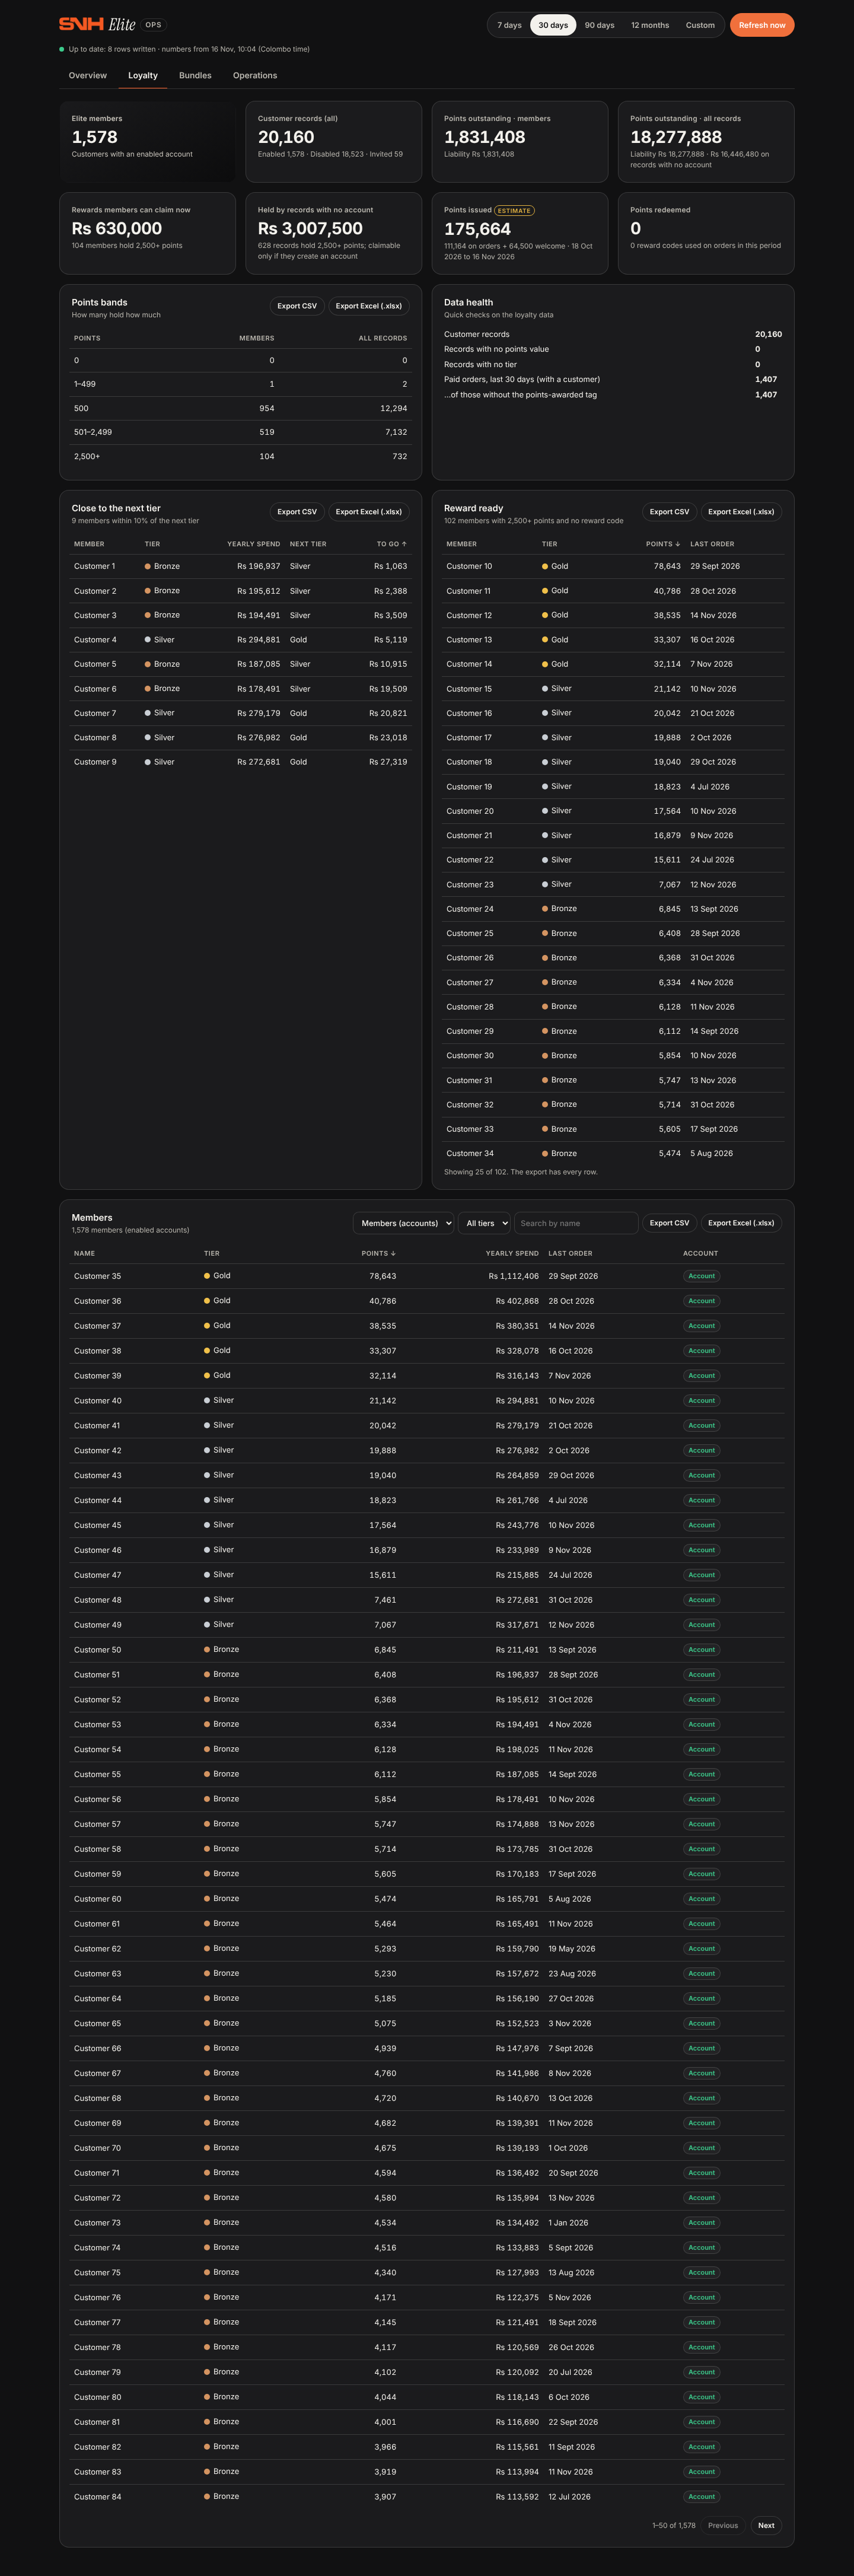 SNH Elite OPS
7 days 30 days 90 days 12 months Custom Refresh now
Up to date: 8 rows written · numbers from 16 Nov, 10:04 (Colombo time)
Overview Loyalty Bundles Operations
Elite members
1,578
Customers with an enabled account
Customer records (all)
20,160
Enabled 1,578 · Disabled 18,523 · Invited 59
Points outstanding · members
1,831,408
Liability Rs 1,831,408
Points outstanding · all records
18,277,888
Liability Rs 18,277,888 · Rs 16,446,480 on
records with no account
Rewards members can claim now
Rs 630,000
104 members hold 2,500+ points
Held by records with no account
Rs 3,007,500
628 records hold 2,500+ points; claimable
only if they create an account
Points issued ESTIMATE
175,664
111,164 on orders + 64,500 welcome · 18 Oct
2026 to 16 Nov 2026
Points redeemed
0
0 reward codes used on orders in this period
Points bands
How many hold how much
Export CSV Export Excel (.xlsx)
POINTS MEMBERS ALL RECORDS
0 0 0
1–499 1 2
500 954 12,294
501–2,499 519 7,132
2,500+ 104 732
Data health
Quick checks on the loyalty data
Customer records 20,160
Records with no points value 0
Records with no tier 0
Paid orders, last 30 days (with a customer) 1,407
...of those without the points-awarded tag 1,407
Close to the next tier
9 members within 10% of the next tier
Export CSV Export Excel (.xlsx)
MEMBER TIER YEARLY SPEND NEXT TIER TO GO ↑
Customer 1 Bronze Rs 196,937 Silver Rs 1,063
Customer 2 Bronze Rs 195,612 Silver Rs 2,388
Customer 3 Bronze Rs 194,491 Silver Rs 3,509
Customer 4 Silver Rs 294,881 Gold Rs 5,119
Customer 5 Bronze Rs 187,085 Silver Rs 10,915
Customer 6 Bronze Rs 178,491 Silver Rs 19,509
Customer 7 Silver Rs 279,179 Gold Rs 20,821
Customer 8 Silver Rs 276,982 Gold Rs 23,018
Customer 9 Silver Rs 272,681 Gold Rs 27,319
Reward ready
102 members with 2,500+ points and no reward code
Export CSV Export Excel (.xlsx)
MEMBER TIER POINTS ↓ LAST ORDER
Customer 10 Gold 78,643 29 Sept 2026
Customer 11 Gold 40,786 28 Oct 2026
Customer 12 Gold 38,535 14 Nov 2026
Customer 13 Gold 33,307 16 Oct 2026
Customer 14 Gold 32,114 7 Nov 2026
Customer 15 Silver 21,142 10 Nov 2026
Customer 16 Silver 20,042 21 Oct 2026
Customer 17 Silver 19,888 2 Oct 2026
Customer 18 Silver 19,040 29 Oct 2026
Customer 19 Silver 18,823 4 Jul 2026
Customer 20 Silver 17,564 10 Nov 2026
Customer 21 Silver 16,879 9 Nov 2026
Customer 22 Silver 15,611 24 Jul 2026
Customer 23 Silver 7,067 12 Nov 2026
Customer 24 Bronze 6,845 13 Sept 2026
Customer 25 Bronze 6,408 28 Sept 2026
Customer 26 Bronze 6,368 31 Oct 2026
Customer 27 Bronze 6,334 4 Nov 2026
Customer 28 Bronze 6,128 11 Nov 2026
Customer 29 Bronze 6,112 14 Sept 2026
Customer 30 Bronze 5,854 10 Nov 2026
Customer 31 Bronze 5,747 13 Nov 2026
Customer 32 Bronze 5,714 31 Oct 2026
Customer 33 Bronze 5,605 17 Sept 2026
Customer 34 Bronze 5,474 5 Aug 2026
Showing 25 of 102. The export has every row.
Members
1,578 members (enabled accounts)
Members (accounts) All tiers Search by name Export CSV Export Excel (.xlsx)
NAME TIER POINTS ↓ YEARLY SPEND LAST ORDER ACCOUNT
Customer 35 Gold 78,643 Rs 1,112,406 29 Sept 2026 Account
Customer 36 Gold 40,786 Rs 402,868 28 Oct 2026 Account
Customer 37 Gold 38,535 Rs 380,351 14 Nov 2026 Account
Customer 38 Gold 33,307 Rs 328,078 16 Oct 2026 Account
Customer 39 Gold 32,114 Rs 316,143 7 Nov 2026 Account
Customer 40 Silver 21,142 Rs 294,881 10 Nov 2026 Account
Customer 41 Silver 20,042 Rs 279,179 21 Oct 2026 Account
Customer 42 Silver 19,888 Rs 276,982 2 Oct 2026 Account
Customer 43 Silver 19,040 Rs 264,859 29 Oct 2026 Account
Customer 44 Silver 18,823 Rs 261,766 4 Jul 2026 Account
Customer 45 Silver 17,564 Rs 243,776 10 Nov 2026 Account
Customer 46 Silver 16,879 Rs 233,989 9 Nov 2026 Account
Customer 47 Silver 15,611 Rs 215,885 24 Jul 2026 Account
Customer 48 Silver 7,461 Rs 272,681 31 Oct 2026 Account
Customer 49 Silver 7,067 Rs 317,671 12 Nov 2026 Account
Customer 50 Bronze 6,845 Rs 211,491 13 Sept 2026 Account
Customer 51 Bronze 6,408 Rs 196,937 28 Sept 2026 Account
Customer 52 Bronze 6,368 Rs 195,612 31 Oct 2026 Account
Customer 53 Bronze 6,334 Rs 194,491 4 Nov 2026 Account
Customer 54 Bronze 6,128 Rs 198,025 11 Nov 2026 Account
Customer 55 Bronze 6,112 Rs 187,085 14 Sept 2026 Account
Customer 56 Bronze 5,854 Rs 178,491 10 Nov 2026 Account
Customer 57 Bronze 5,747 Rs 174,888 13 Nov 2026 Account
Customer 58 Bronze 5,714 Rs 173,785 31 Oct 2026 Account
Customer 59 Bronze 5,605 Rs 170,183 17 Sept 2026 Account
Customer 60 Bronze 5,474 Rs 165,791 5 Aug 2026 Account
Customer 61 Bronze 5,464 Rs 165,491 11 Nov 2026 Account
Customer 62 Bronze 5,293 Rs 159,790 19 May 2026 Account
Customer 63 Bronze 5,230 Rs 157,672 23 Aug 2026 Account
Customer 64 Bronze 5,185 Rs 156,190 27 Oct 2026 Account
Customer 65 Bronze 5,075 Rs 152,523 3 Nov 2026 Account
Customer 66 Bronze 4,939 Rs 147,976 7 Sept 2026 Account
Customer 67 Bronze 4,760 Rs 141,986 8 Nov 2026 Account
Customer 68 Bronze 4,720 Rs 140,670 13 Oct 2026 Account
Customer 69 Bronze 4,682 Rs 139,391 11 Nov 2026 Account
Customer 70 Bronze 4,675 Rs 139,193 1 Oct 2026 Account
Customer 71 Bronze 4,594 Rs 136,492 20 Sept 2026 Account
Customer 72 Bronze 4,580 Rs 135,994 13 Nov 2026 Account
Customer 73 Bronze 4,534 Rs 134,492 1 Jan 2026 Account
Customer 74 Bronze 4,516 Rs 133,883 5 Sept 2026 Account
Customer 75 Bronze 4,340 Rs 127,993 13 Aug 2026 Account
Customer 76 Bronze 4,171 Rs 122,375 5 Nov 2026 Account
Customer 77 Bronze 4,145 Rs 121,491 18 Sept 2026 Account
Customer 78 Bronze 4,117 Rs 120,569 26 Oct 2026 Account
Customer 79 Bronze 4,102 Rs 120,092 20 Jul 2026 Account
Customer 80 Bronze 4,044 Rs 118,143 6 Oct 2026 Account
Customer 81 Bronze 4,001 Rs 116,690 22 Sept 2026 Account
Customer 82 Bronze 3,966 Rs 115,561 11 Sept 2026 Account
Customer 83 Bronze 3,919 Rs 113,994 11 Nov 2026 Account
Customer 84 Bronze 3,907 Rs 113,592 12 Jul 2026 Account
1–50 of 1,578 Previous Next